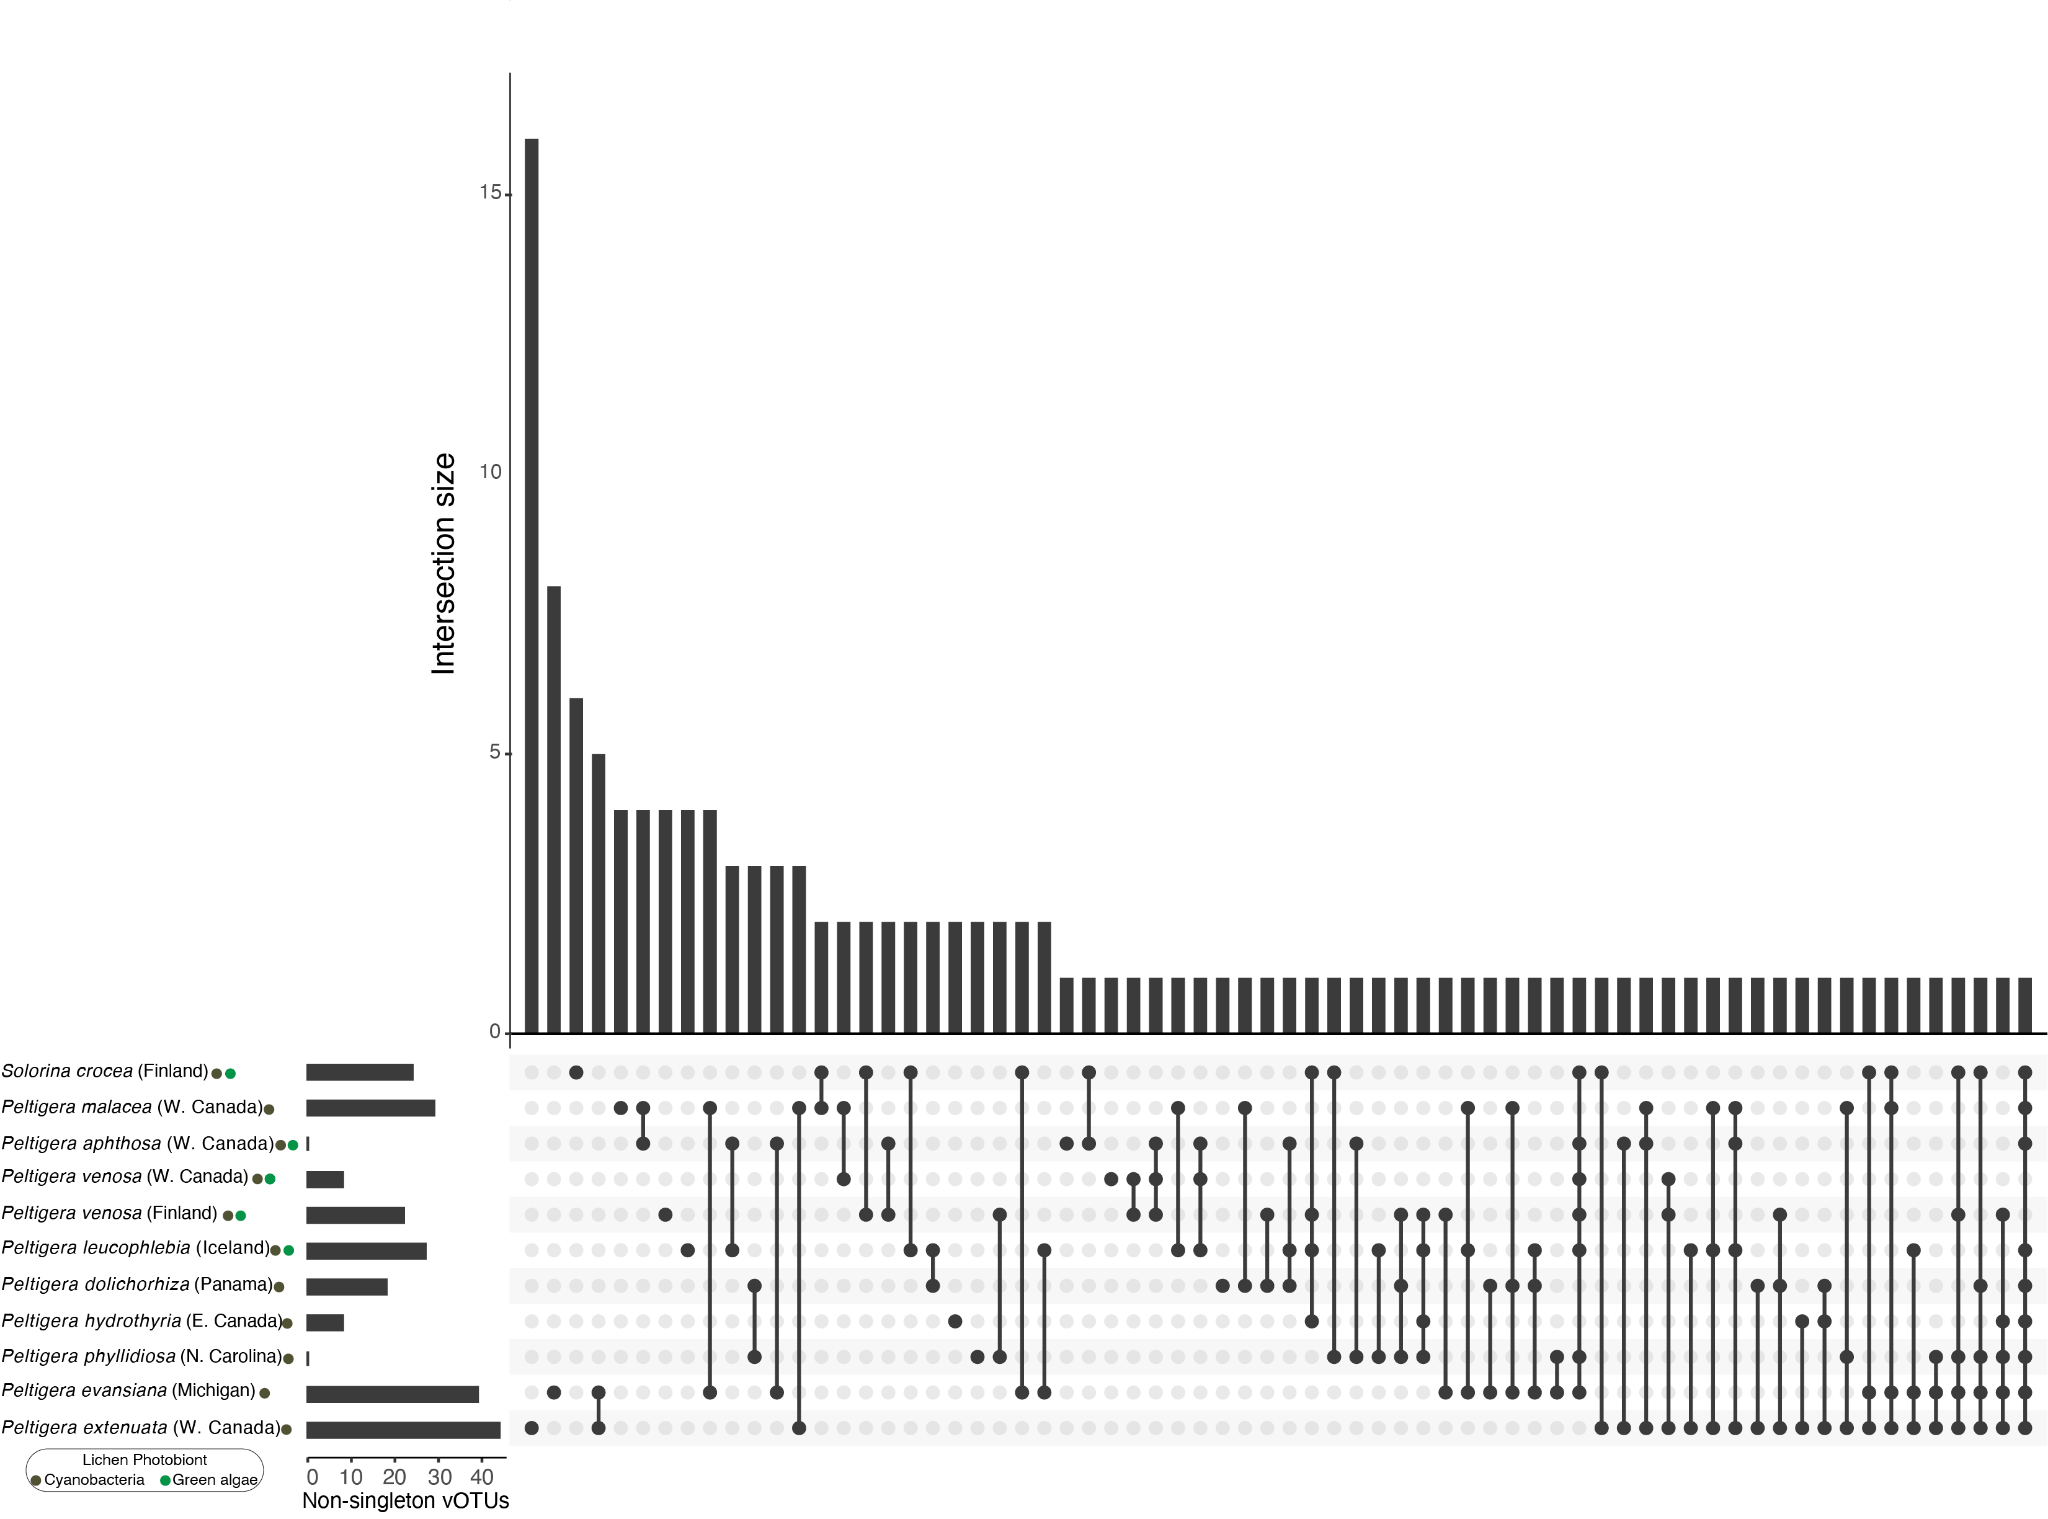 15
10
5
0
Intersection size
Solorina crocea (Finland)
Peltigera malacea (W. Canada)
Peltigera aphthosa (W. Canada)
Peltigera venosa (W. Canada)
Peltigera venosa (Finland)
Peltigera leucophlebia (Iceland)
Peltigera dolichorhiza (Panama)
Peltigera hydrothyria (E. Canada)
Peltigera phyllidiosa (N. Carolina)
Peltigera evansiana (Michigan)
Peltigera extenuata (W. Canada)
Lichen Photobiont
Cyanobacteria Green algae
0 10 20 30 40
Non-singleton vOTUs